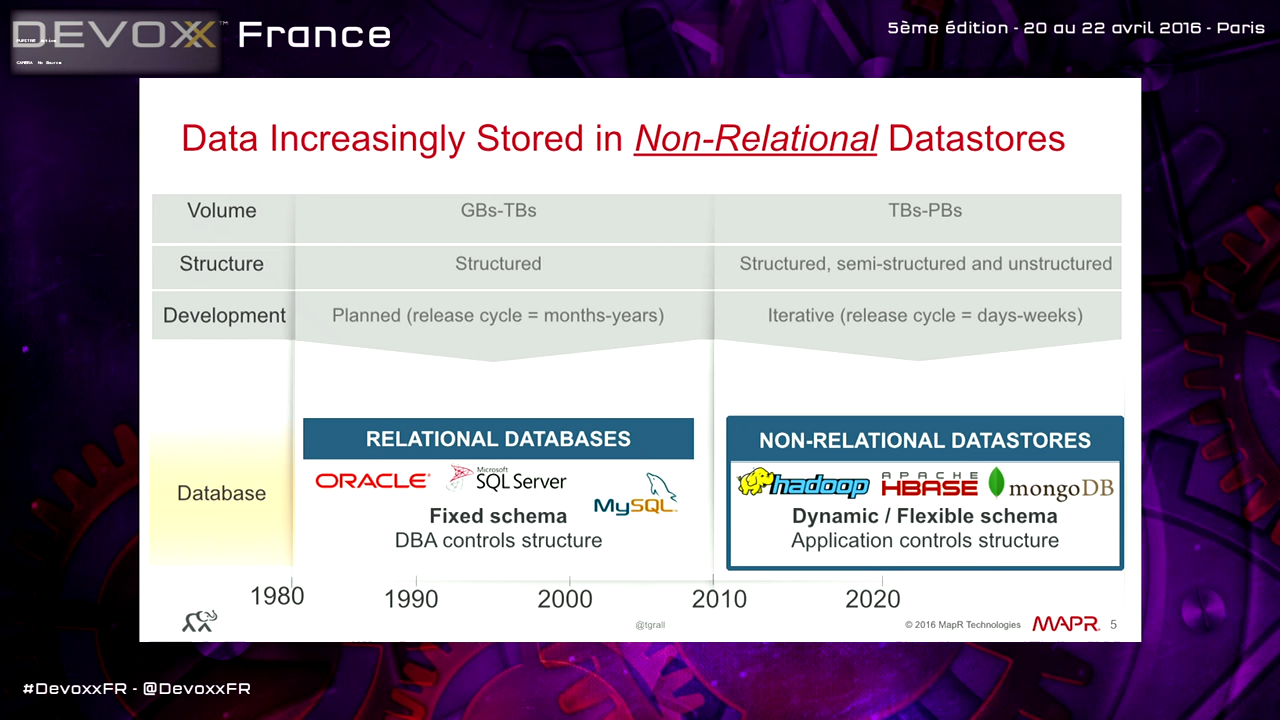 DEVOXX™ France
5ème édition - 20 au 22 avril 2016 - Paris
Data Increasingly Stored in Non-Relational Datastores
Volume GBs-TBs TBs-PBs
Structure Structured Structured, semi-structured and unstructured
Development Planned (release cycle = months-years) Iterative (release cycle = days-weeks)
Database
RELATIONAL DATABASES
ORACLE
Microsoft
SQL Server
MySQL
Fixed schema
DBA controls structure
NON-RELATIONAL DATASTORES
hadoop
APACHE
HBASE
mongoDB
Dynamic / Flexible schema
Application controls structure
1980 1990 2000 2010 2020
@tgrall
© 2016 MapR Technologies MAPR 5
#DevoxxFR - @DevoxxFR